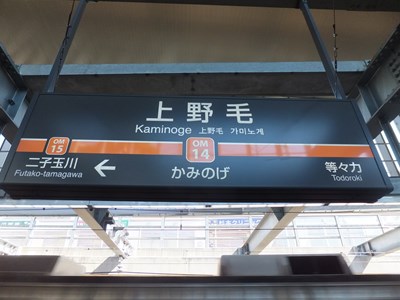 上野毛
Kaminoge 上野毛 가미노게
OM
15
OM
14
二子玉川
Futako-tamagawa
←
かみのげ
等々力
Todoroki